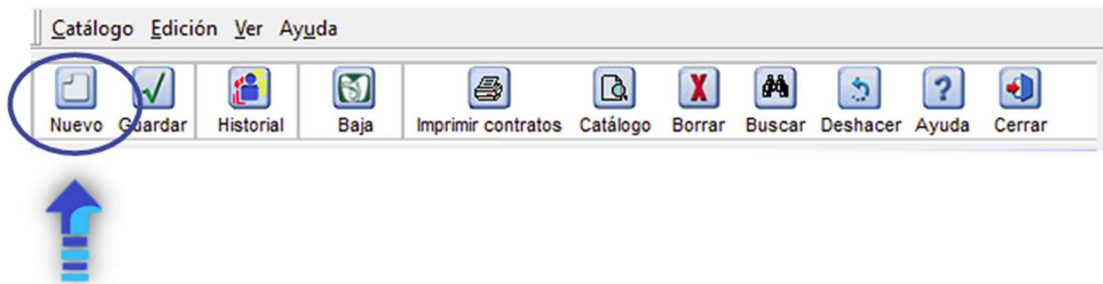 Catálogo Edición Ver Ayuda
Nuevo Guardar Historial Baja Imprimir contratos Catálogo Borrar Buscar Deshacer Ayuda Cerrar